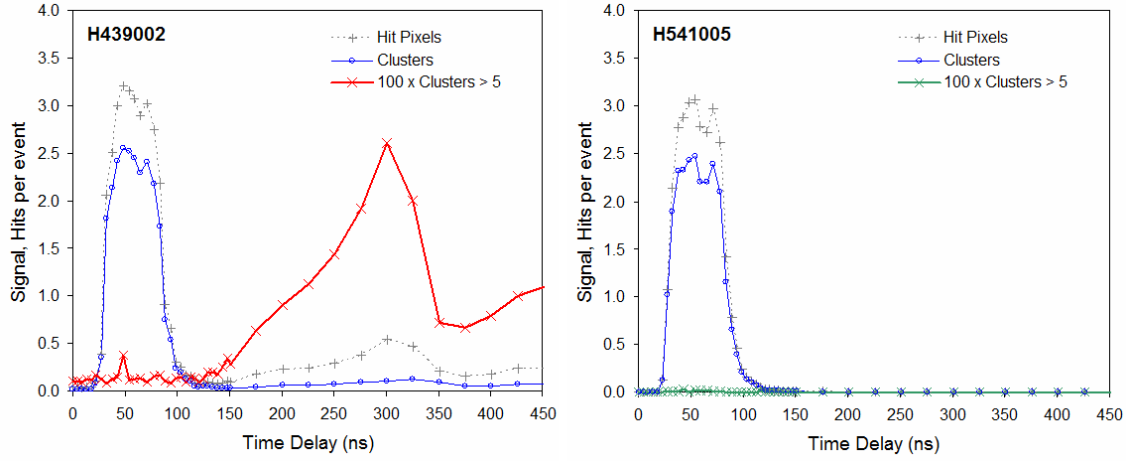 H439002
Hit Pixels
Clusters
100 x Clusters > 5
Signal, Hits per event
4.0
3.5
3.0
2.5
2.0
1.5
1.0
0.5
0.0
0 50 100 150 200 250 300 350 400 450
Time Delay (ns)
H541005
Hit Pixels
Clusters
100 x Clusters > 5
Signal, Hits per event
4.0
3.5
3.0
2.5
2.0
1.5
1.0
0.5
0.0
0 50 100 150 200 250 300 350 400 450
Time Delay (ns)